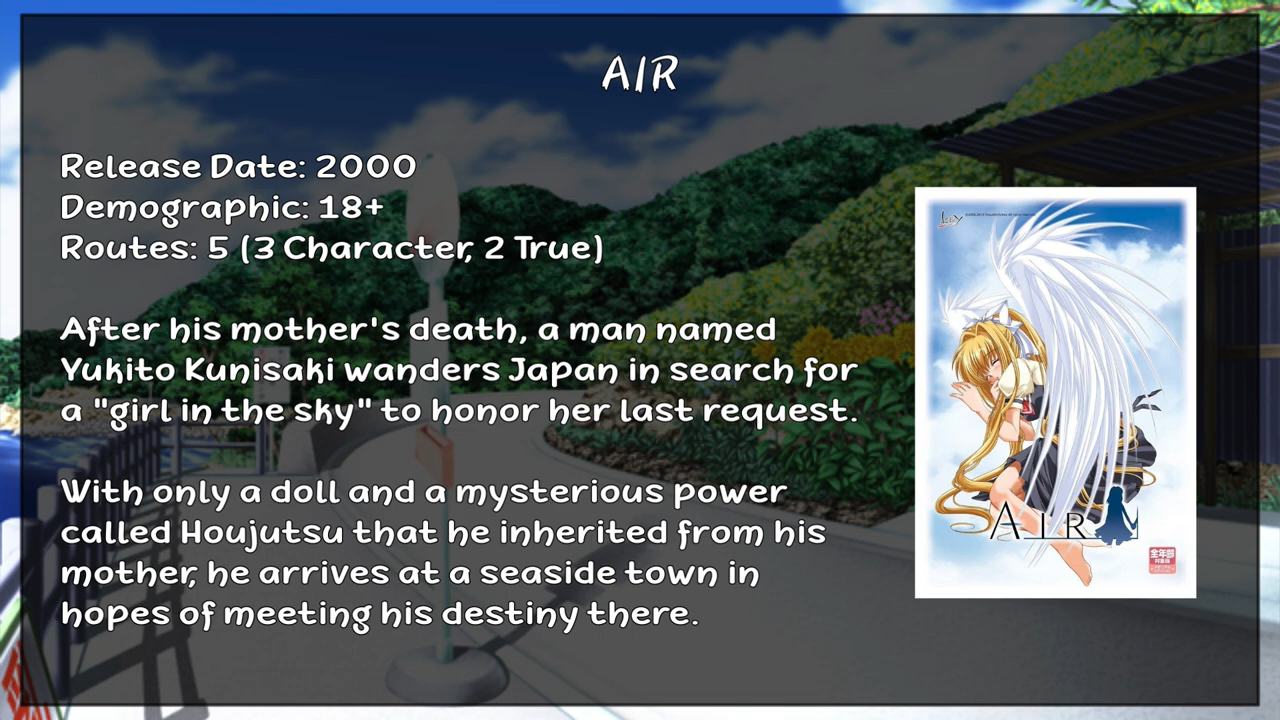 AIR
Release Date: 2000
Demographic: 18+
Routes: 5 (3 Character, 2 True)
After his mother's death, a man named
Yukito Kunisaki wanders Japan in search for
a "girl in the sky" to honor her last request.
With only a doll and a mysterious power
called Houjutsu that he inherited from his
mother, he arrives at a seaside town in
hopes of meeting his destiny there.
Key
AIR